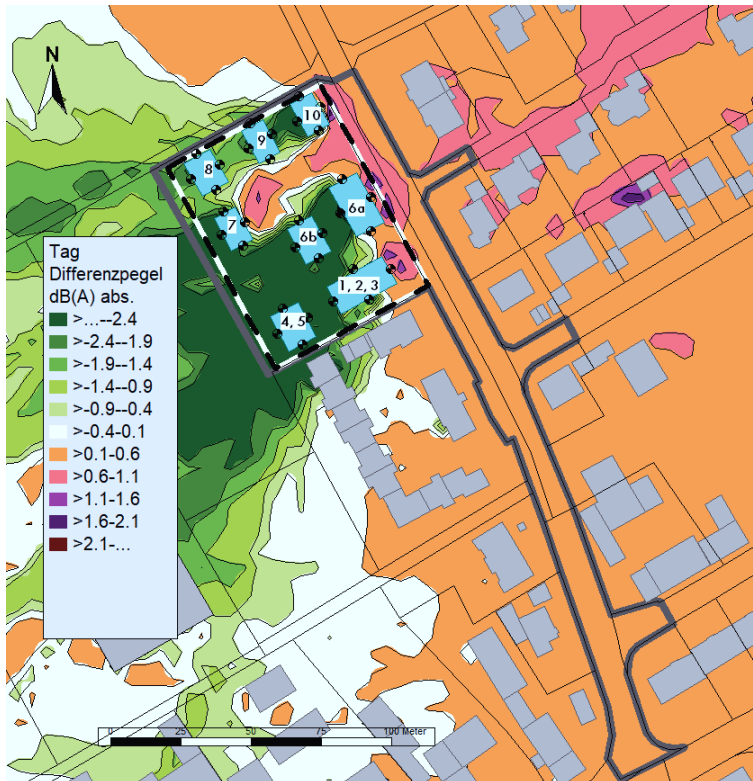 N
10
9
8
6a
7
6b
1, 2, 3
4, 5
Tag
Differenzpegel
dB(A) abs.
>...--2.4
>-2.4--1.9
>-1.9--1.4
>-1.4--0.9
>-0.9--0.4
>-0.4-0.1
>0.1-0.6
>0.6-1.1
>1.1-1.6
>1.6-2.1
>2.1-...
0 25 50 75 100 Meter